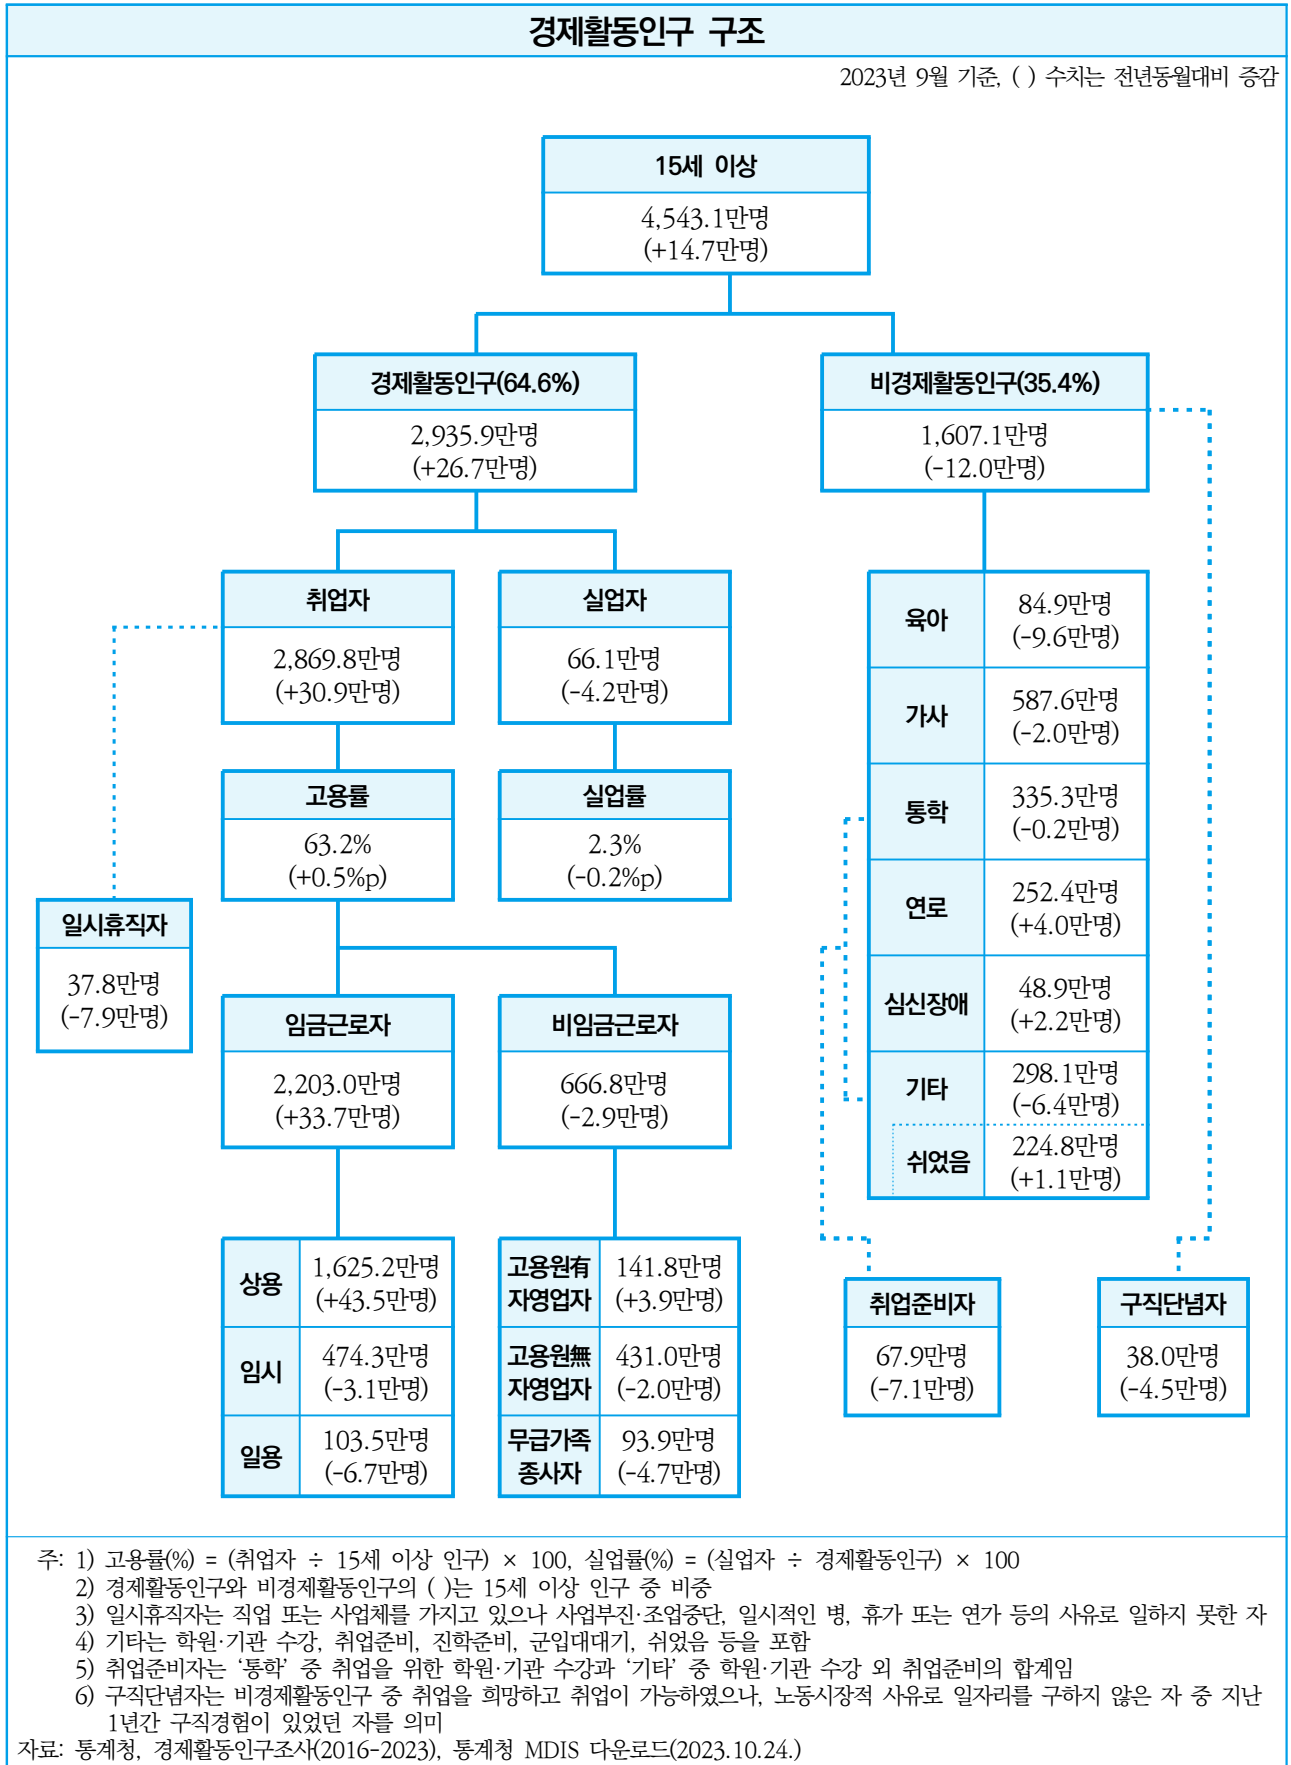 경제활동인구 구조
2023년 9월 기준, ( ) 수치는 전년동월대비 증감
15세 이상
4,543.1만명
(+14.7만명)
경제활동인구(64.6%)
2,935.9만명
(+26.7만명)
비경제활동인구(35.4%)
1,607.1만명
(-12.0만명)
취업자
2,869.8만명
(+30.9만명)
실업자
66.1만명
(-4.2만명)
고용률
63.2%
(+0.5%p)
실업률
2.3%
(-0.2%p)
일시휴직자
37.8만명
(-7.9만명)
임금근로자
2,203.0만명
(+33.7만명)
비임금근로자
666.8만명
(-2.9만명)
상용
1,625.2만명
(+43.5만명)
임시
474.3만명
(-3.1만명)
일용
103.5만명
(-6.7만명)
고용원有
자영업자
141.8만명
(+3.9만명)
고용원無
자영업자
431.0만명
(-2.0만명)
무급가족
종사자
93.9만명
(-4.7만명)
육아
84.9만명
(-9.6만명)
가사
587.6만명
(-2.0만명)
통학
335.3만명
(-0.2만명)
연로
252.4만명
(+4.0만명)
심신장애
48.9만명
(+2.2만명)
기타
298.1만명
(-6.4만명)
쉬었음
224.8만명
(+1.1만명)
취업준비자
67.9만명
(-7.1만명)
구직단념자
38.0만명
(-4.5만명)
주: 1) 고용률(%) = (취업자 ÷ 15세 이상 인구) × 100, 실업률(%) = (실업자 ÷ 경제활동인구) × 100
2) 경제활동인구와 비경제활동인구의 ( )는 15세 이상 인구 중 비중
3) 일시휴직자는 직업 또는 사업체를 가지고 있으나 사업부진·조업중단, 일시적인 병, 휴가 또는 연가 등의 사유로 일하지 못한 자
4) 기타는 학원·기관 수강, 취업준비, 진학준비, 군입대대기, 쉬었음 등을 포함
5) 취업준비자는 ‘통학’ 중 취업을 위한 학원·기관 수강과 ‘기타’ 중 학원·기관 수강 외 취업준비의 합계임
6) 구직단념자는 비경제활동인구 중 취업을 희망하고 취업이 가능하였으나, 노동시장적 사유로 일자리를 구하지 않은 자 중 지난
1년간 구직경험이 있었던 자를 의미
자료: 통계청, 경제활동인구조사(2016-2023), 통계청 MDIS 다운로드(2023.10.24.)